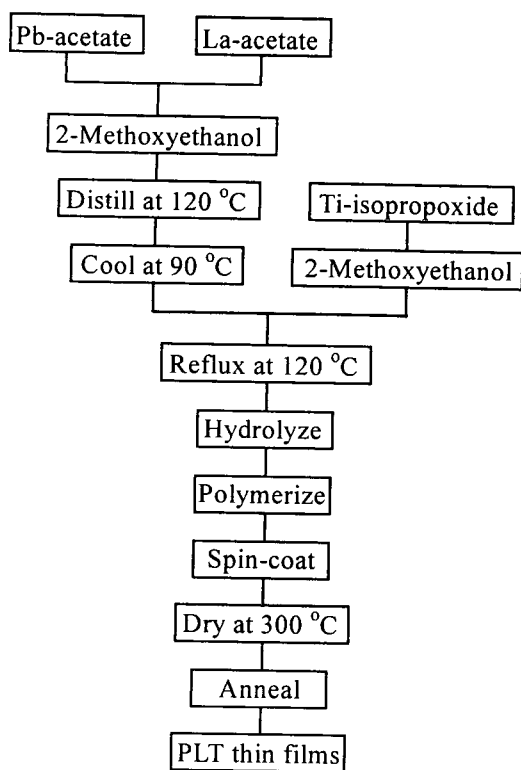 Pb-acetate
La-acetate
2-Methoxyethanol
Distill at 120 °C
Ti-isopropoxide
Cool at 90 °C
2-Methoxyethanol
Reflux at 120 °C
Hydrolyze
Polymerize
Spin-coat
Dry at 300 °C
Anneal
PLT thin films